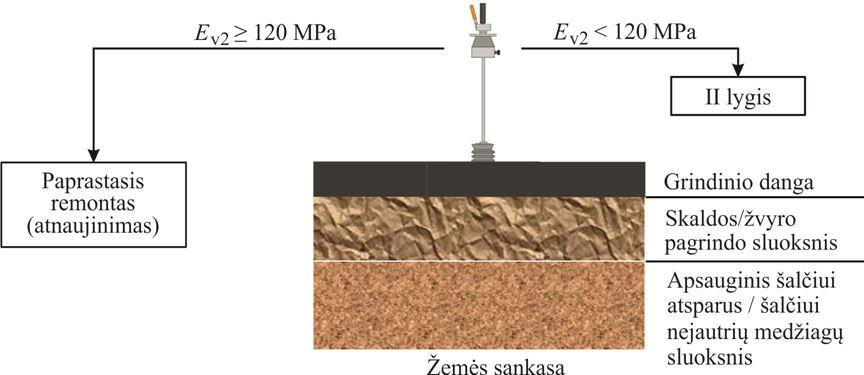 E_v2 ≥ 120 MPa
E_v2 < 120 MPa
II lygis
Paprastasis
remontas
(atnaujinimas)
Grindinio danga
Skaldos/žvyro
pagrindo sluoksnis
Apsauginis šalčiui
atsparus / šalčiui
nejautrių medžiagų
sluoksnis
Žemės sankasa